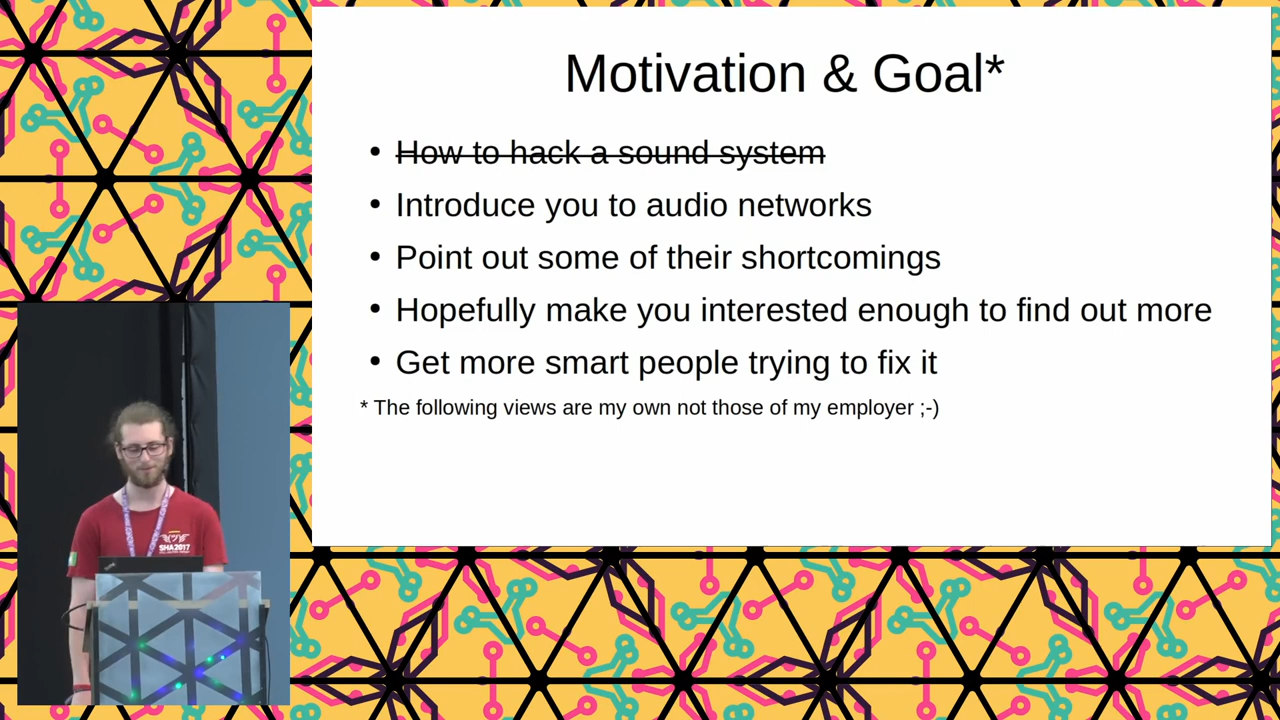 Motivation & Goal*
• How to hack a sound system
• Introduce you to audio networks
• Point out some of their shortcomings
• Hopefully make you interested enough to find out more
• Get more smart people trying to fix it
* The following views are my own not those of my employer ;-)
SHA2017